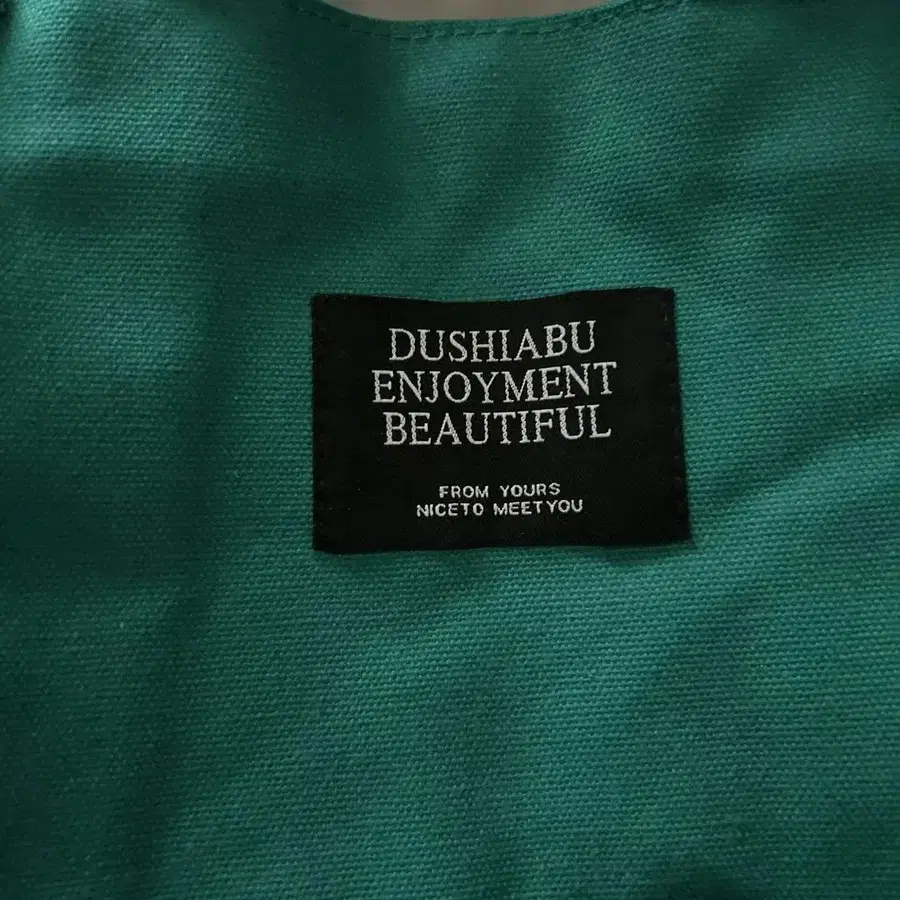 DUSHIABU
ENJOYMENT
BEAUTIFUL
FROM YOURS
NICETO MEETYOU